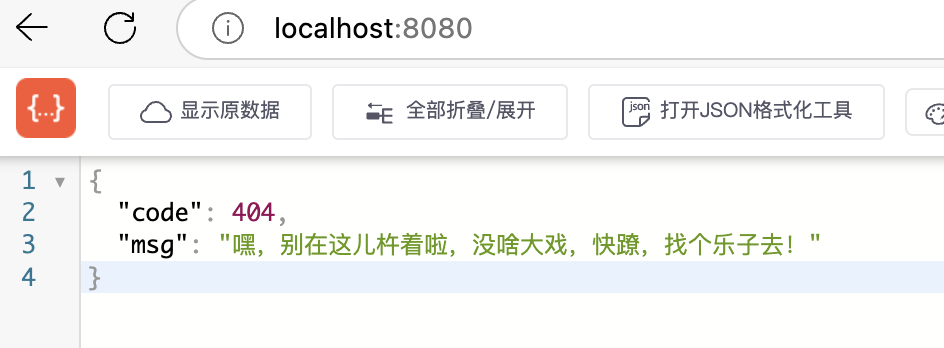 localhost:8080
{...}
显示原数据
全部折叠/展开
json
打开JSON格式化工具
1 {
2 "code": 404,
3 "msg": "嘿，别在这儿杵着啦，没啥大戏，快蹽，找个乐子去！"
4 }